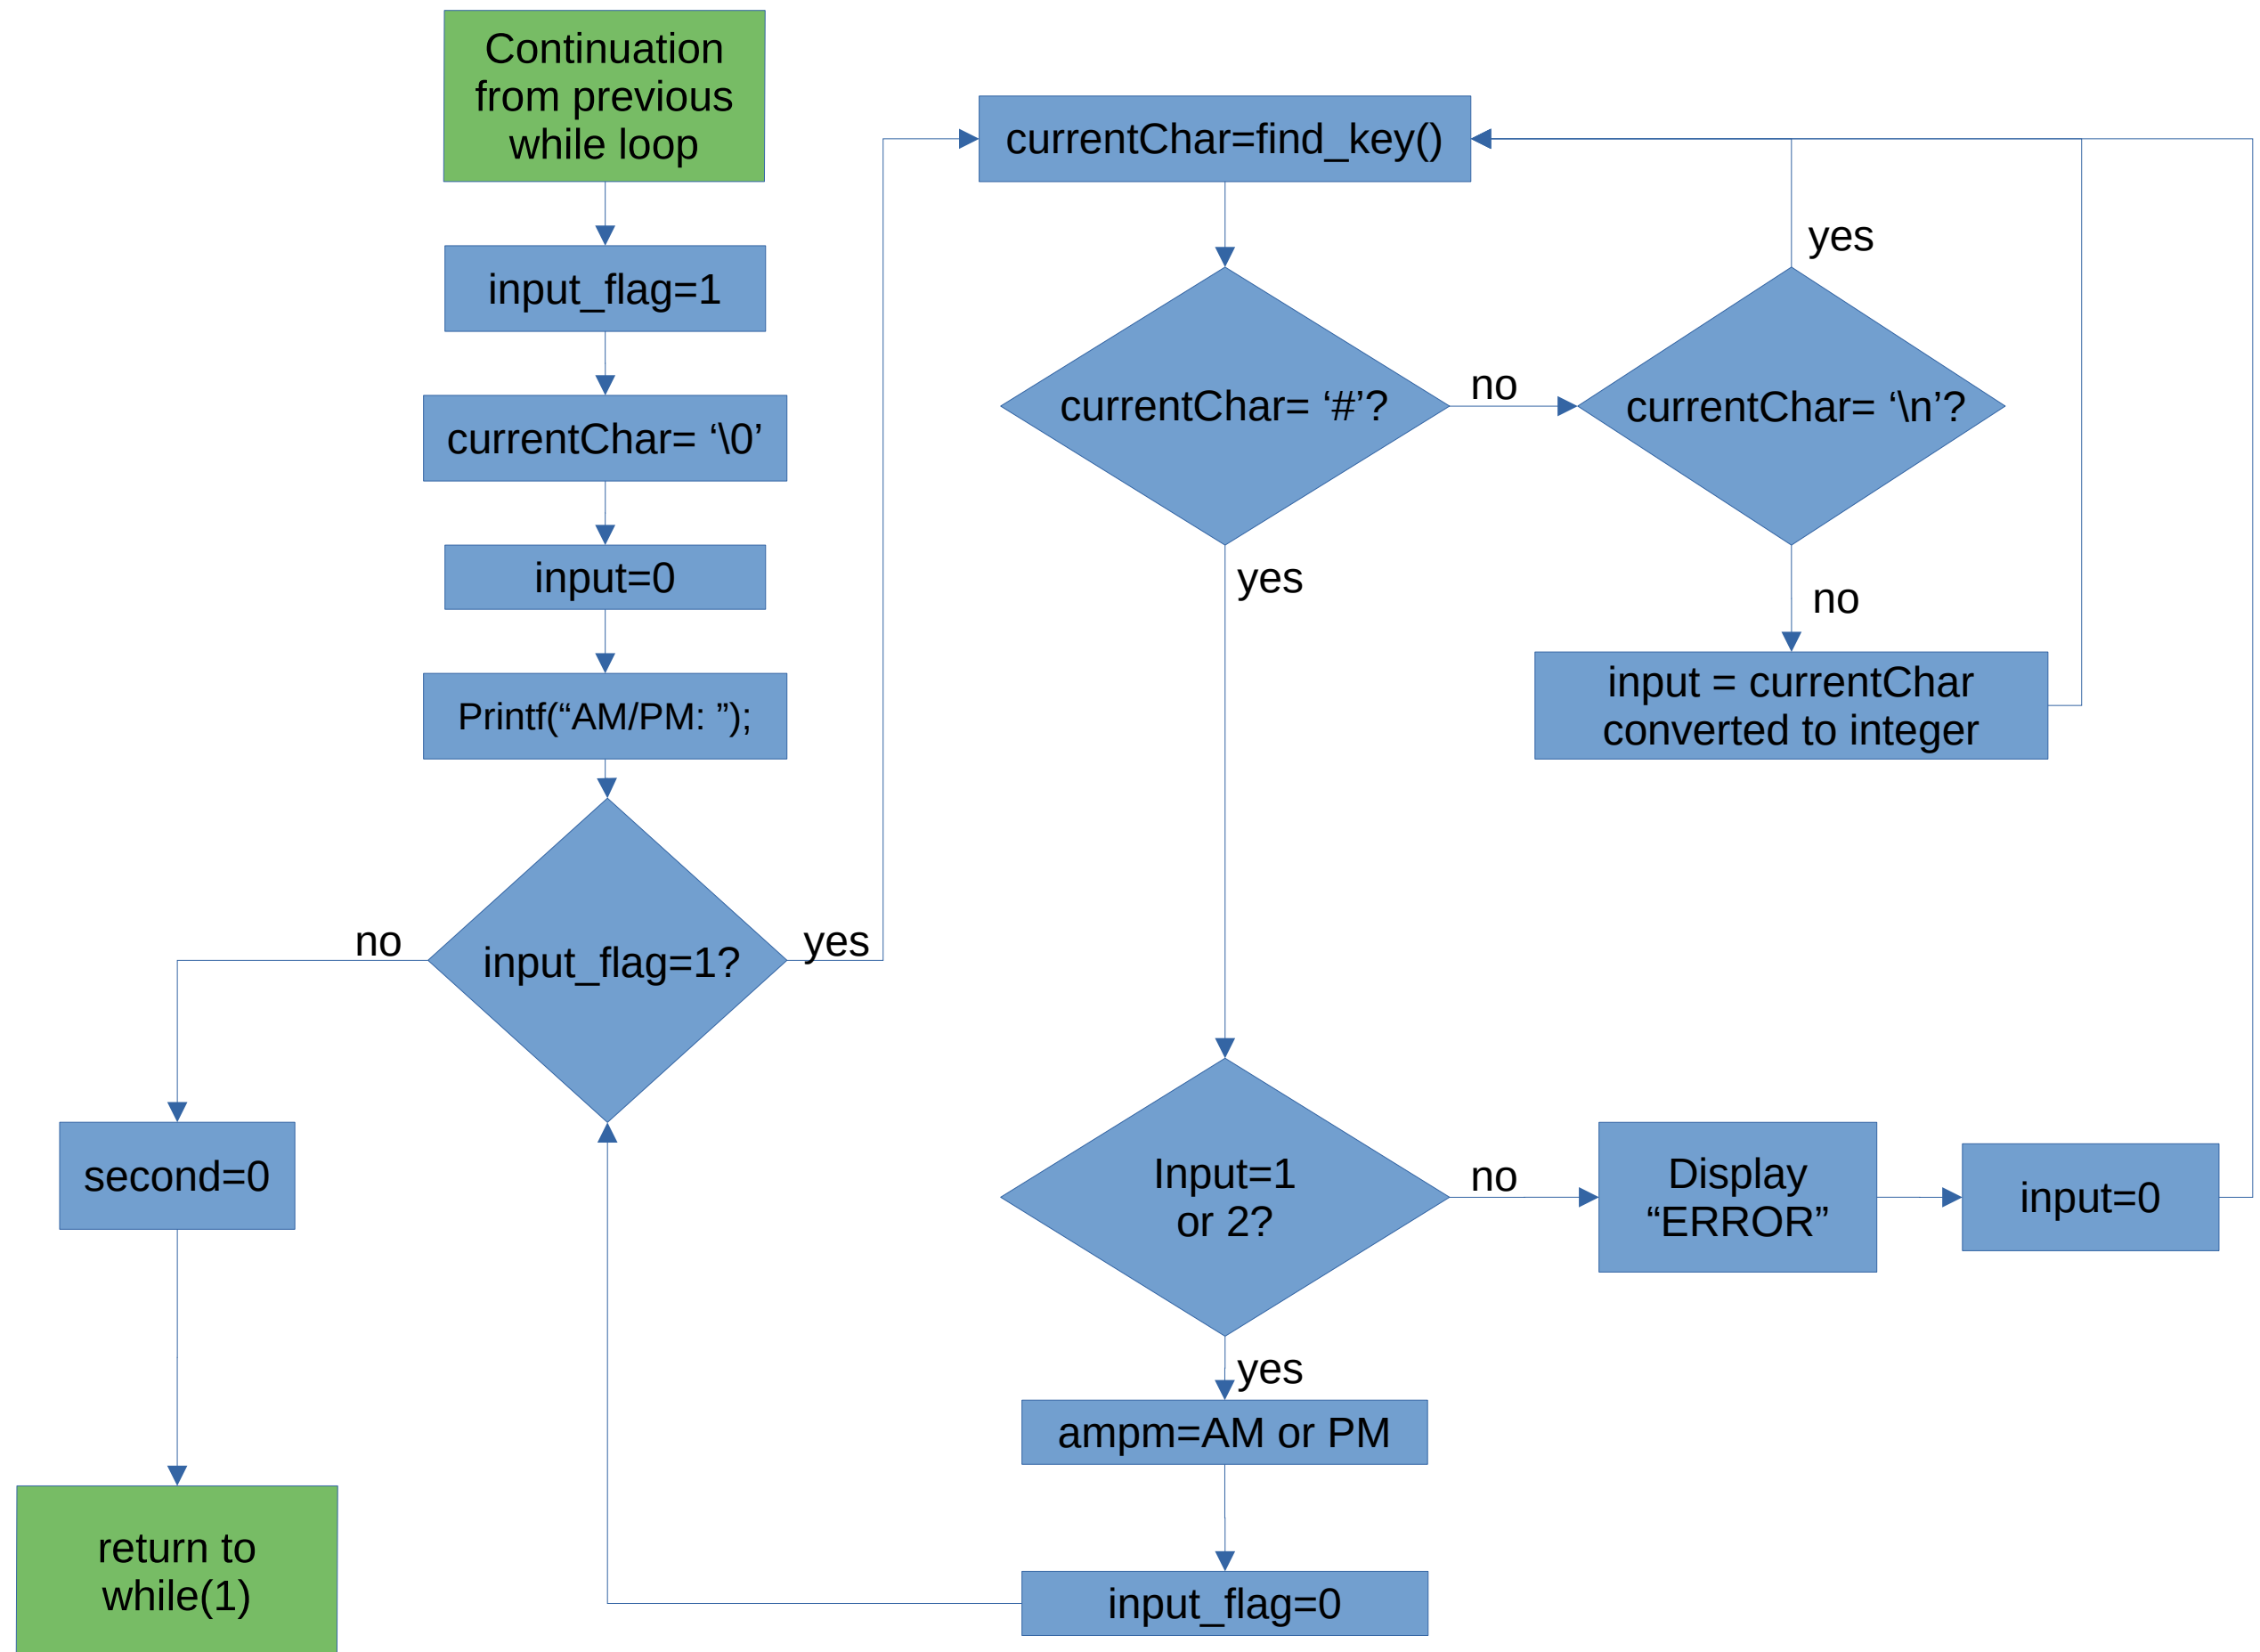 Continuation
from previous
while loop
input_flag=1
currentChar= ‘\0’
input=0
Printf(“AM/PM: ”);
input_flag=1?
no
yes
second=0
return to
while(1)
currentChar=find_key()
currentChar= ‘#’?
no
yes
currentChar= ‘\n’?
yes
no
input = currentChar
converted to integer
Input=1
or 2?
no
yes
Display
“ERROR”
input=0
ampm=AM or PM
input_flag=0